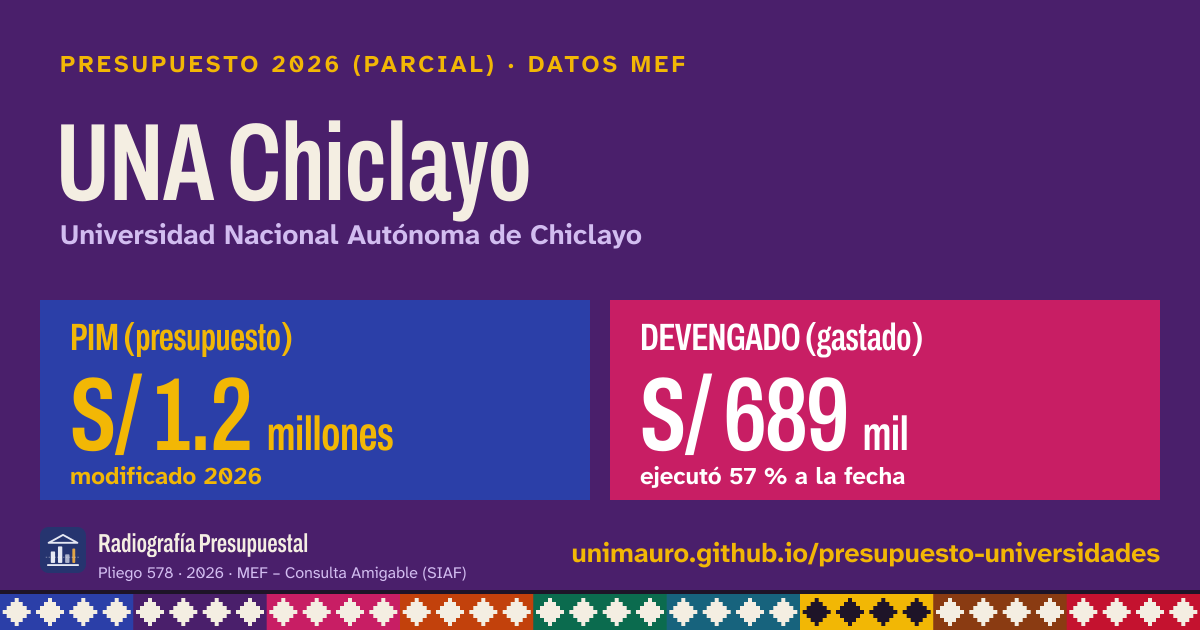 PRESUPUESTO 2026 (PARCIAL) · DATOS MEF
UNA Chiclayo
Universidad Nacional Autónoma de Chiclayo
PIM (presupuesto)
S/ 1.2 millones
modificado 2026
DEVENGADO (gastado)
S/ 689 mil
ejecutó 57 % a la fecha
Radiografía Presupuestal
Pliego 578 · 2026 · MEF – Consulta Amigable (SIAF)
unimauro.github.io/presupuesto-universidades